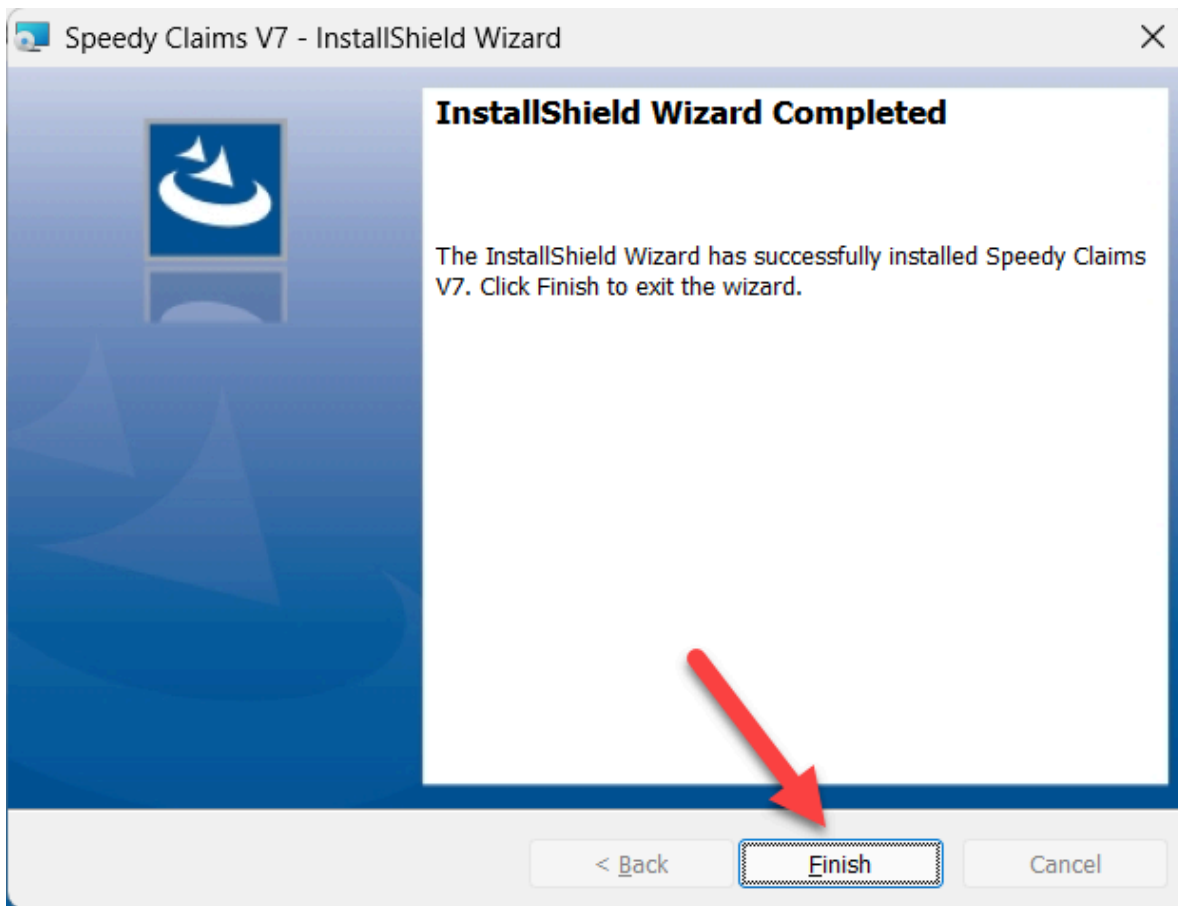 Speedy Claims V7 - InstallShield Wizard
InstallShield Wizard Completed
The InstallShield Wizard has successfully installed Speedy Claims
V7. Click Finish to exit the wizard.
< Back
Finish
Cancel